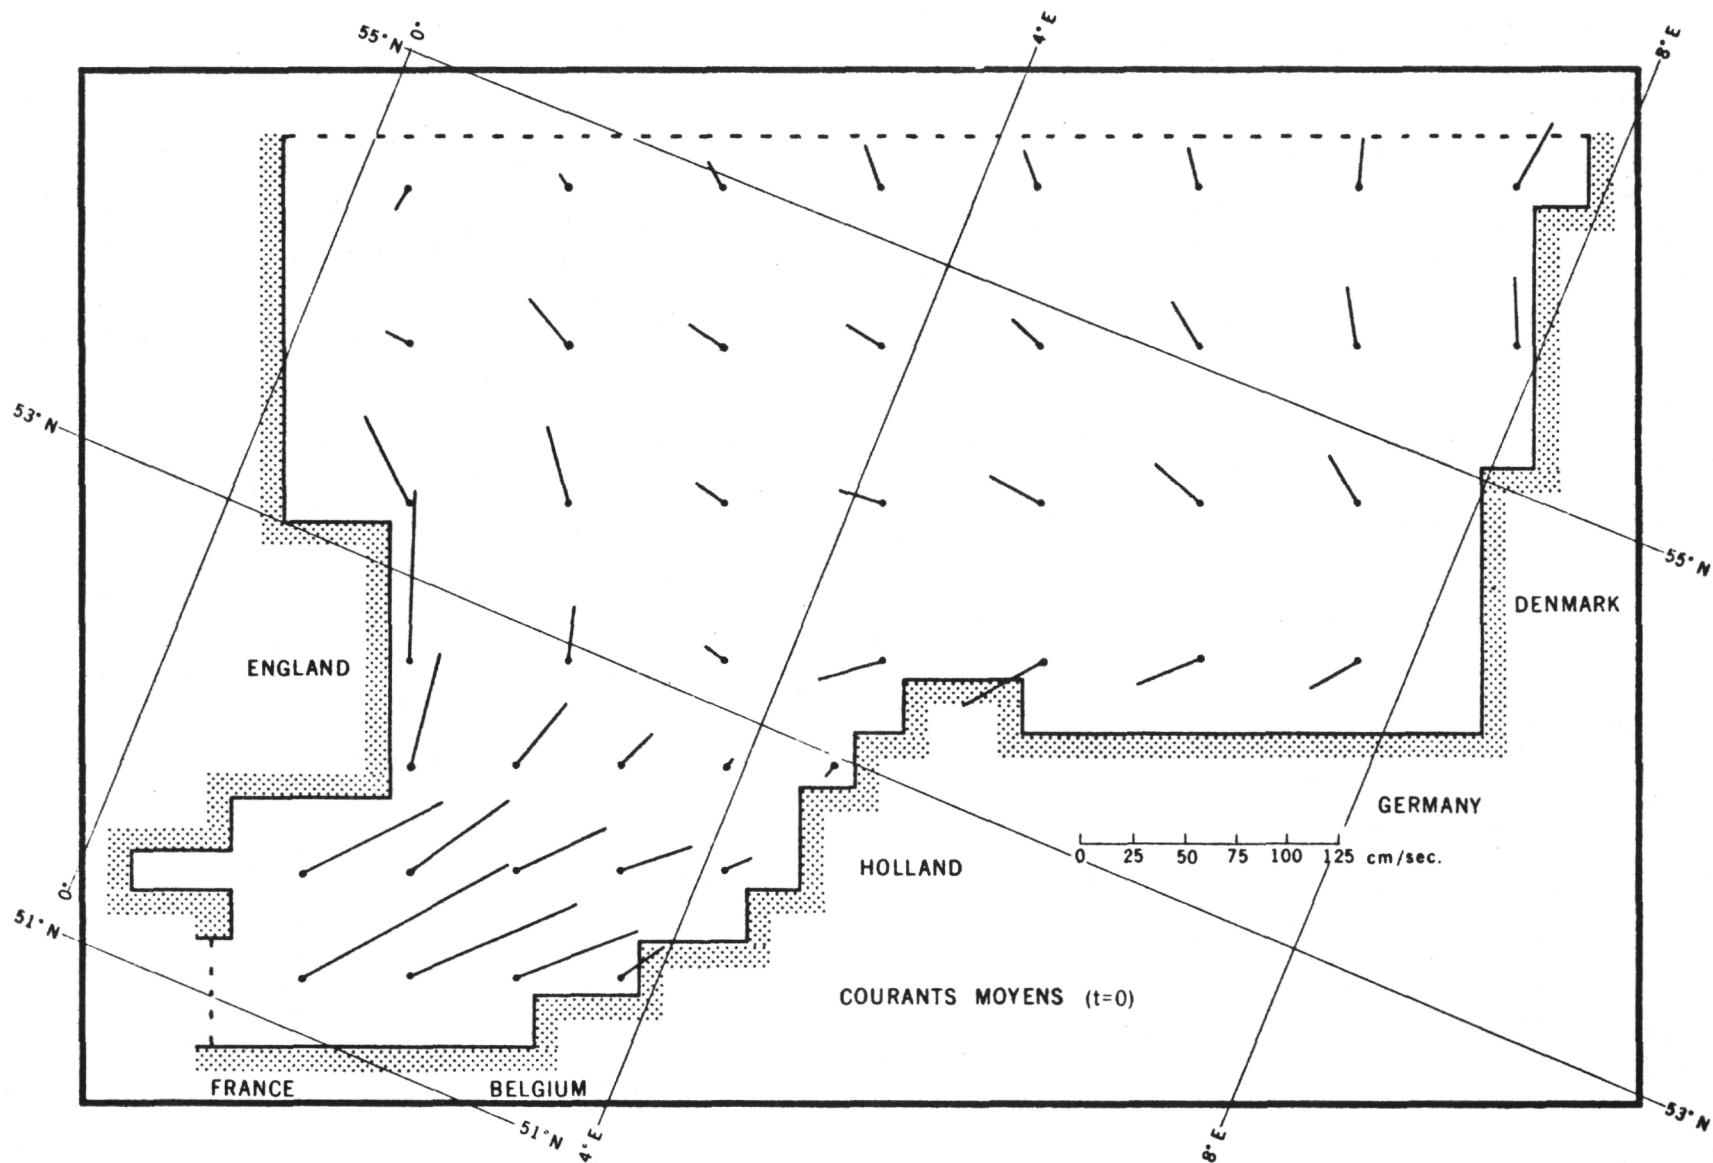 55°N 0° 4°E 8°E
53°N
55°N
DENMARK
ENGLAND
GERMANY
0 25 50 75 100 125 cm/sec.
HOLLAND
0°
51°N
COURANTS MOYENS (t=0)
FRANCE BELGIUM
51°N 4°E 8°E 53°N